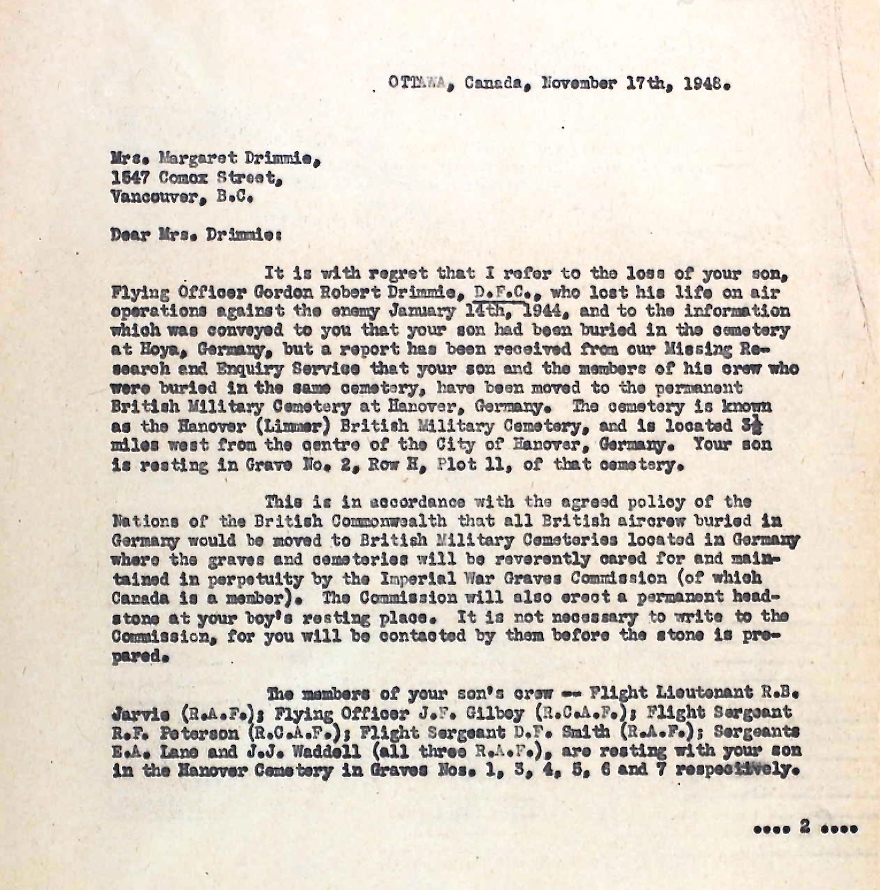 OTTAWA, Canada, November 17th, 1948.
Mrs. Margaret Drimmie,
1547 Comox Street,
Vancouver, B.C.
Dear Mrs. Drimmie:
It is with regret that I refer to the loss of your son,
Flying Officer Gordon Robert Drimmie, D.F.C., who lost his life on air
operations against the enemy January 14th, 1944, and to the information
which was conveyed to you that your son had been buried in the cemetery
at Hoya, Germany, but a report has been received from our Missing Re-
search and Enquiry Service that your son and the members of his crew who
were buried in the same cemetery, have been moved to the permanent
British Military Cemetery at Hanover, Germany. The cemetery is known
as the Hanover (Limmer) British Military Cemetery, and is located 3½
miles west from the centre of the City of Hanover, Germany. Your son
is resting in Grave No. 2, Row H, Plot 11, of that cemetery.
This is in accordance with the agreed policy of the
Nations of the British Commonwealth that all British aircrew buried in
Germany would be moved to British Military Cemeteries located in Germany
where the graves and cemeteries will be reverently cared for and main-
tained in perpetuity by the Imperial War Graves Commission (of which
Canada is a member). The Commission will also erect a permanent head-
stone at your boy's resting place. It is not necessary to write to the
Commission, for you will be contacted by them before the stone is pre-
pared.
The members of your son's crew -- Flight Lieutenant R.B.
Jarvie (R.A.F.); Flying Officer J.F. Gilbey (R.C.A.F.); Flight Sergeant
R.F. Peterson (R.C.A.F.); Flight Sergeant D.F. Smith (R.A.F.); Sergeants
E.A. Lane and J.J. Waddell (all three R.A.F.), are resting with your son
in the Hanover Cemetery in Graves Nos. 1, 3, 4, 5, 6 and 7 respectively.
.... 2 ....